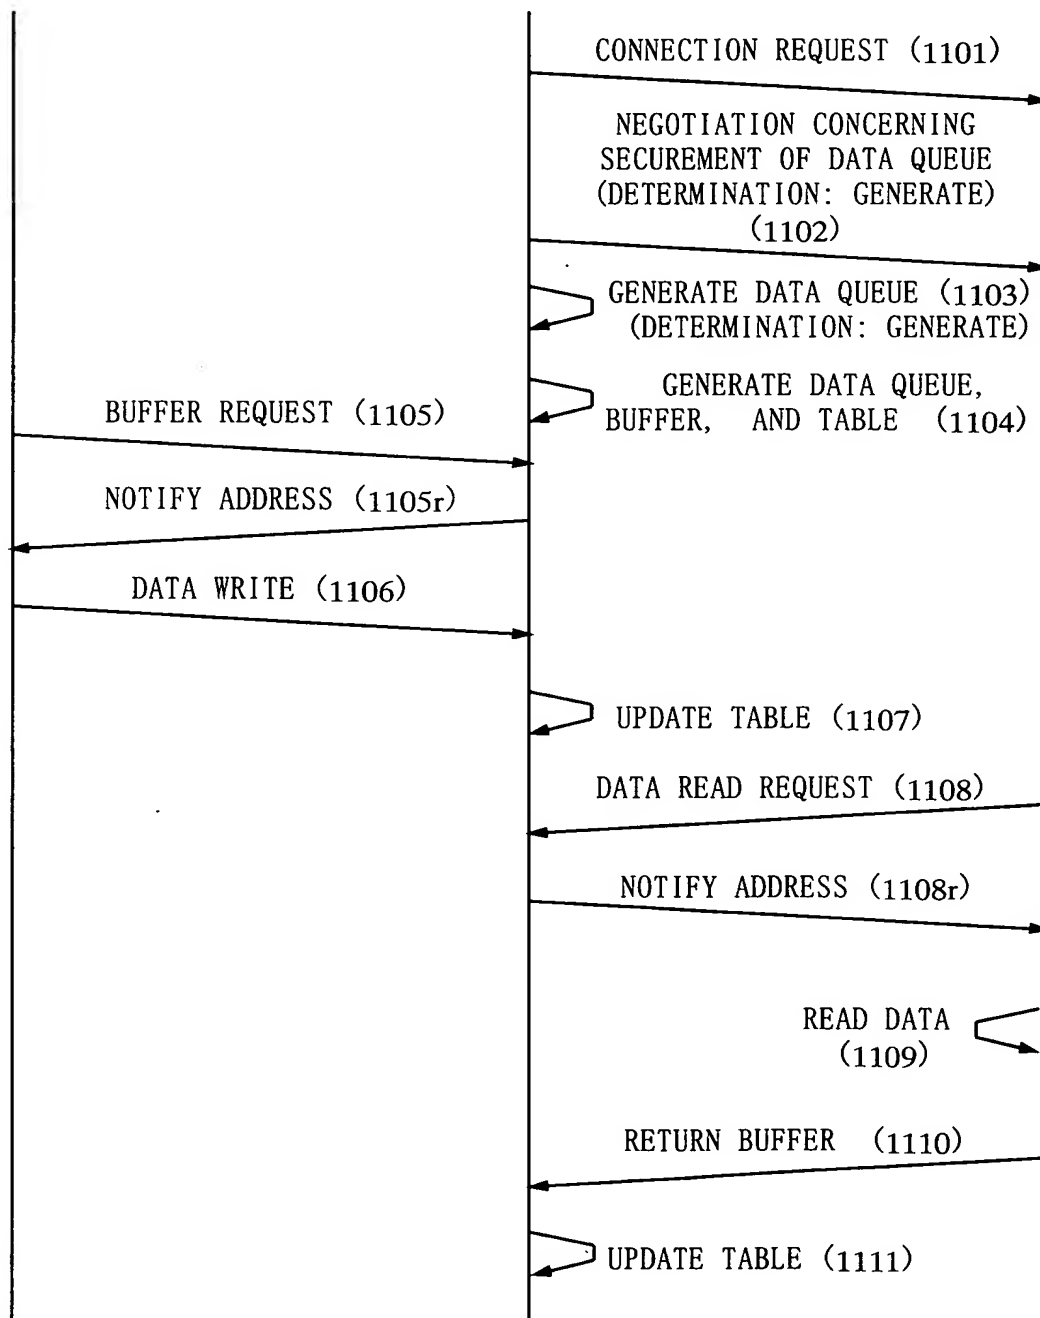 CONNECTION REQUEST (1101)
NEGOTIATION CONCERNING
SECUREMENT OF DATA QUEUE
(DETERMINATION: GENERATE)
(1102)
GENERATE DATA QUEUE (1103)
(DETERMINATION: GENERATE)
GENERATE DATA QUEUE,
BUFFER, AND TABLE (1104)
BUFFER REQUEST (1105)
NOTIFY ADDRESS (1105r)
DATA WRITE (1106)
UPDATE TABLE (1107)
DATA READ REQUEST (1108)
NOTIFY ADDRESS (1108r)
READ DATA
(1109)
RETURN BUFFER (1110)
UPDATE TABLE (1111)